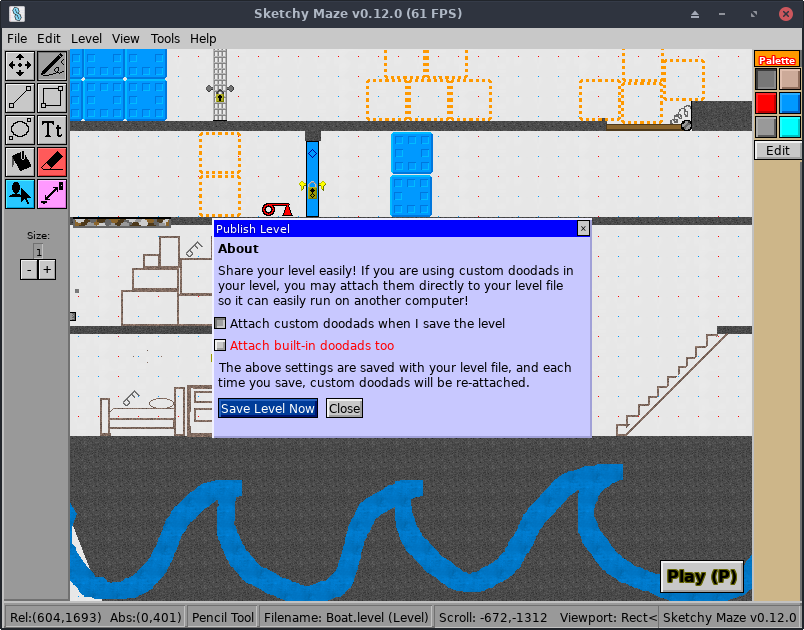 Sketchy Maze v0.12.0 (61 FPS)
File Edit Level View Tools Help
Palette
Tt
Edit
Size:
1
- +
Publish Level
About
Share your level easily! If you are using custom doodads in
your level, you may attach them directly to your level file
so it can easily run on another computer!
Attach custom doodads when I save the level
Attach built-in doodads too
The above settings are saved with your level file, and each
time you save, custom doodads will be re-attached.
Save Level Now Close
Play (P)
Rel:(604,1693) Abs:(0,401) Pencil Tool Filename: Boat.level (Level) Scroll: -672,-1312 Viewport: Rect< Sketchy Maze v0.12.0